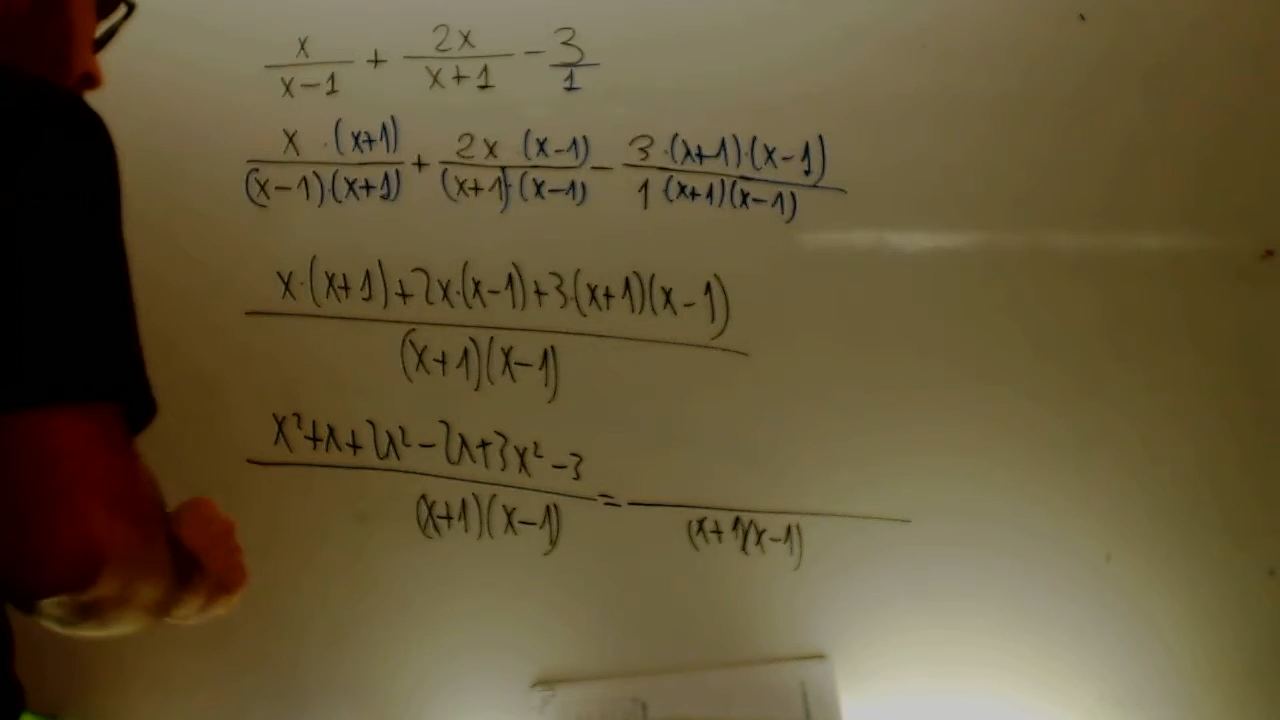 x/(x-1) + 2x/(x+1) - 3/1
x·(x+1)/(x-1)(x+1) + 2x(x-1)/(x+1)·(x-1) - 3·(x+1)·(x-1)/1(x+1)(x-1)
x·(x+1)+2x·(x-1)+3·(x+1)(x-1)
(x+1)(x-1)
x²+x+2x²-2x+3x²-3
(x+1)(x-1) = (x+1)(x-1)